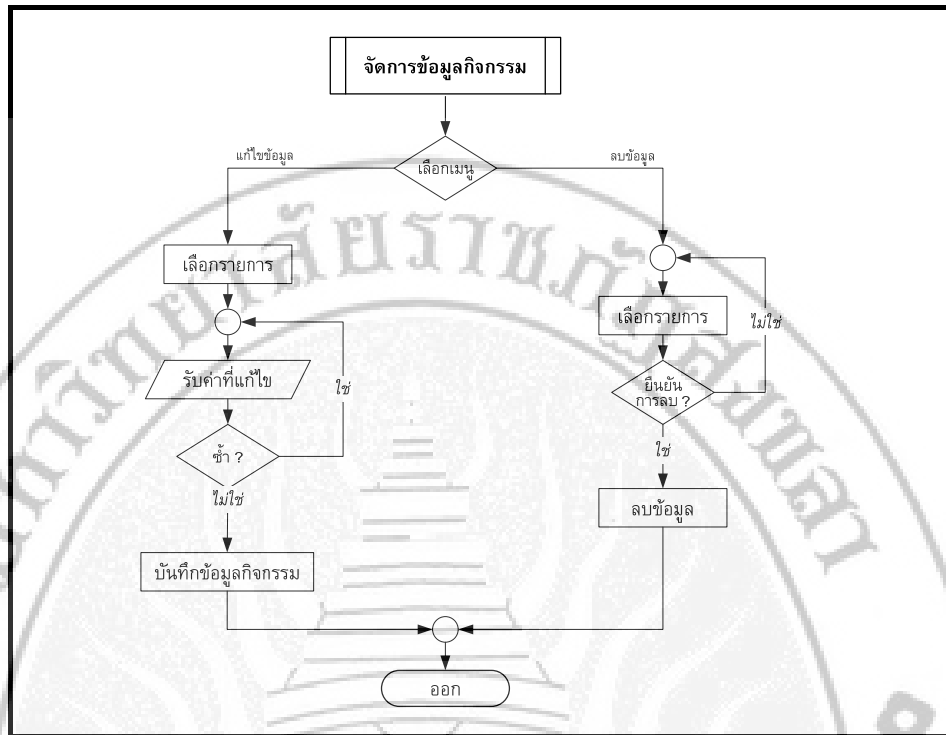 จัดการข้อมูลกิจกรรม
แก้ไขข้อมูล
เลือกเมนู
ลบข้อมูล
เลือกรายการ
รับค่าที่แก้ไข
ใช่
ซ้ำ ?
ไม่ใช่
บันทึกข้อมูลกิจกรรม
เลือกรายการ
ไม่ใช่
ยืนยัน
การลบ ?
ใช่
ลบข้อมูล
ออก